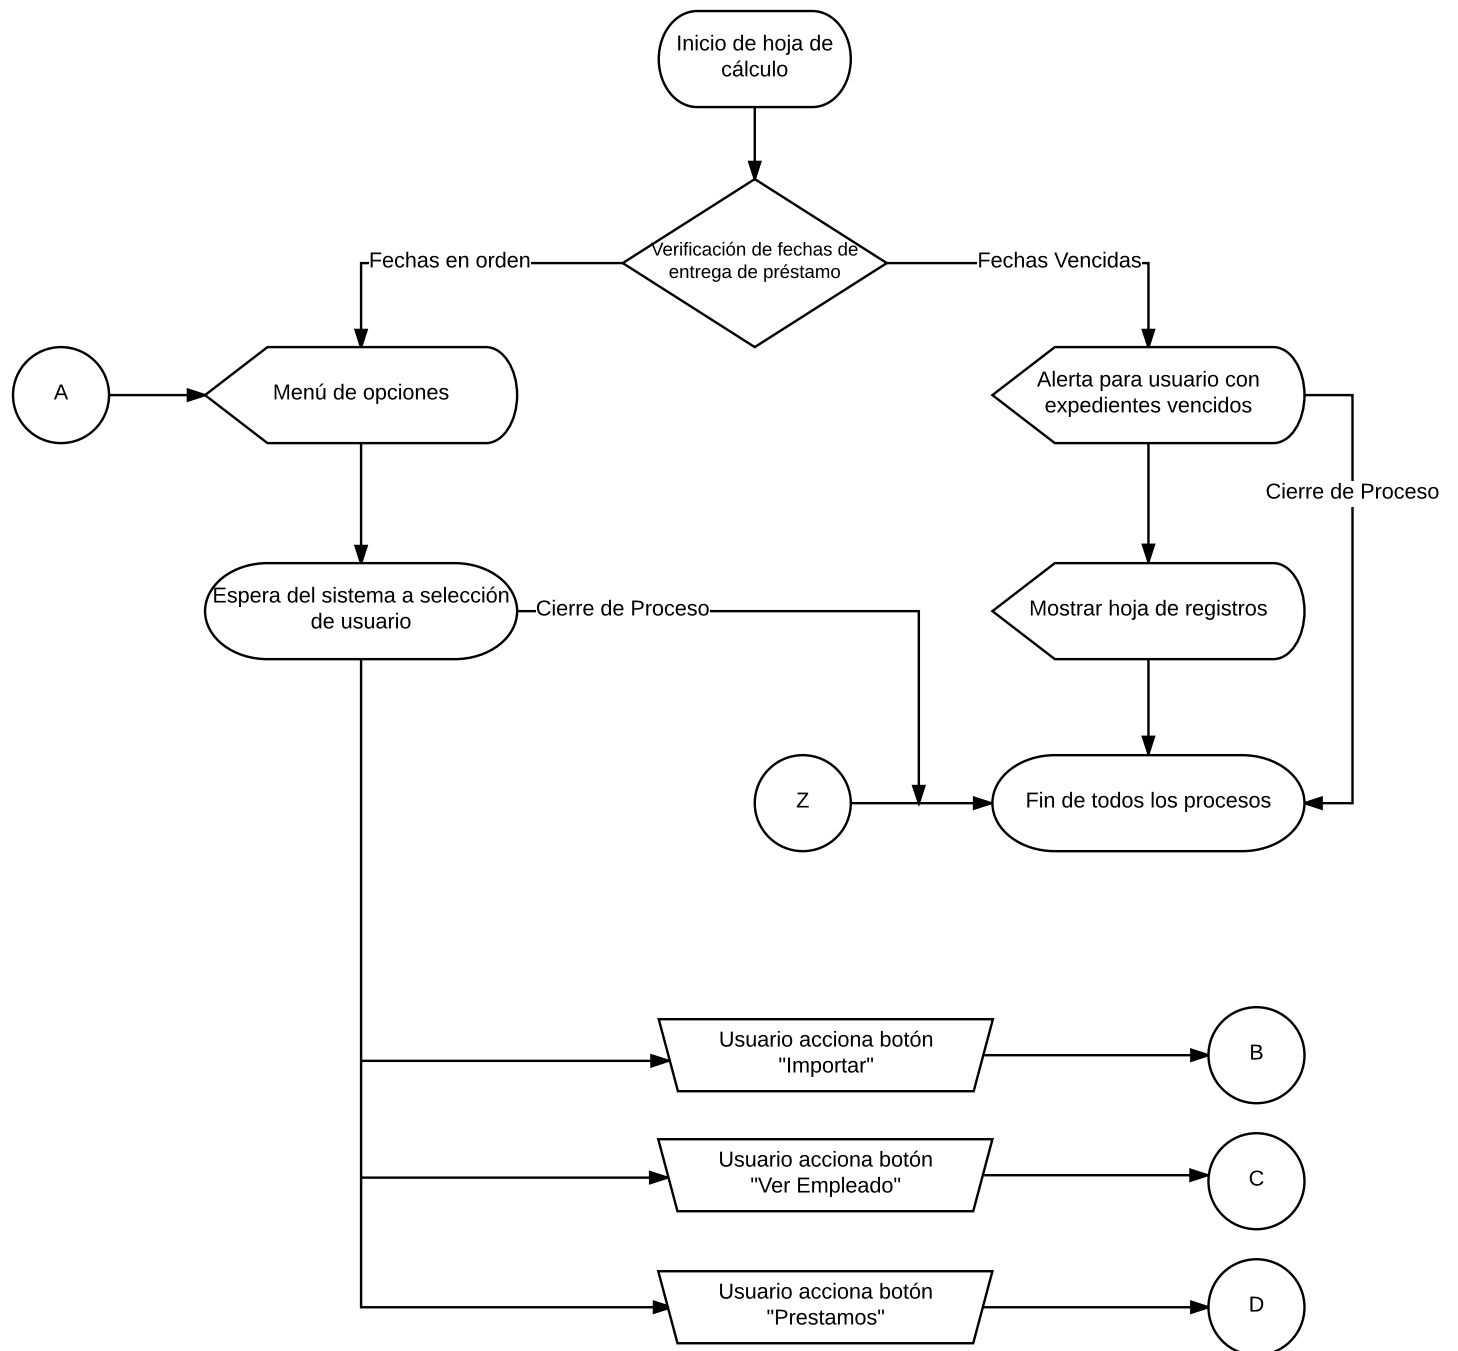 Inicio de hoja de
cálculo
Verificación de fechas de
entrega de préstamo
Fechas en orden
Fechas Vencidas
A
Menú de opciones
Alerta para usuario con
expedientes vencidos
Cierre de Proceso
Espera del sistema a selección
de usuario
Cierre de Proceso
Mostrar hoja de registros
Z
Fin de todos los procesos
Usuario acciona botón
"Importar"
B
Usuario acciona botón
"Ver Empleado"
C
Usuario acciona botón
"Prestamos"
D